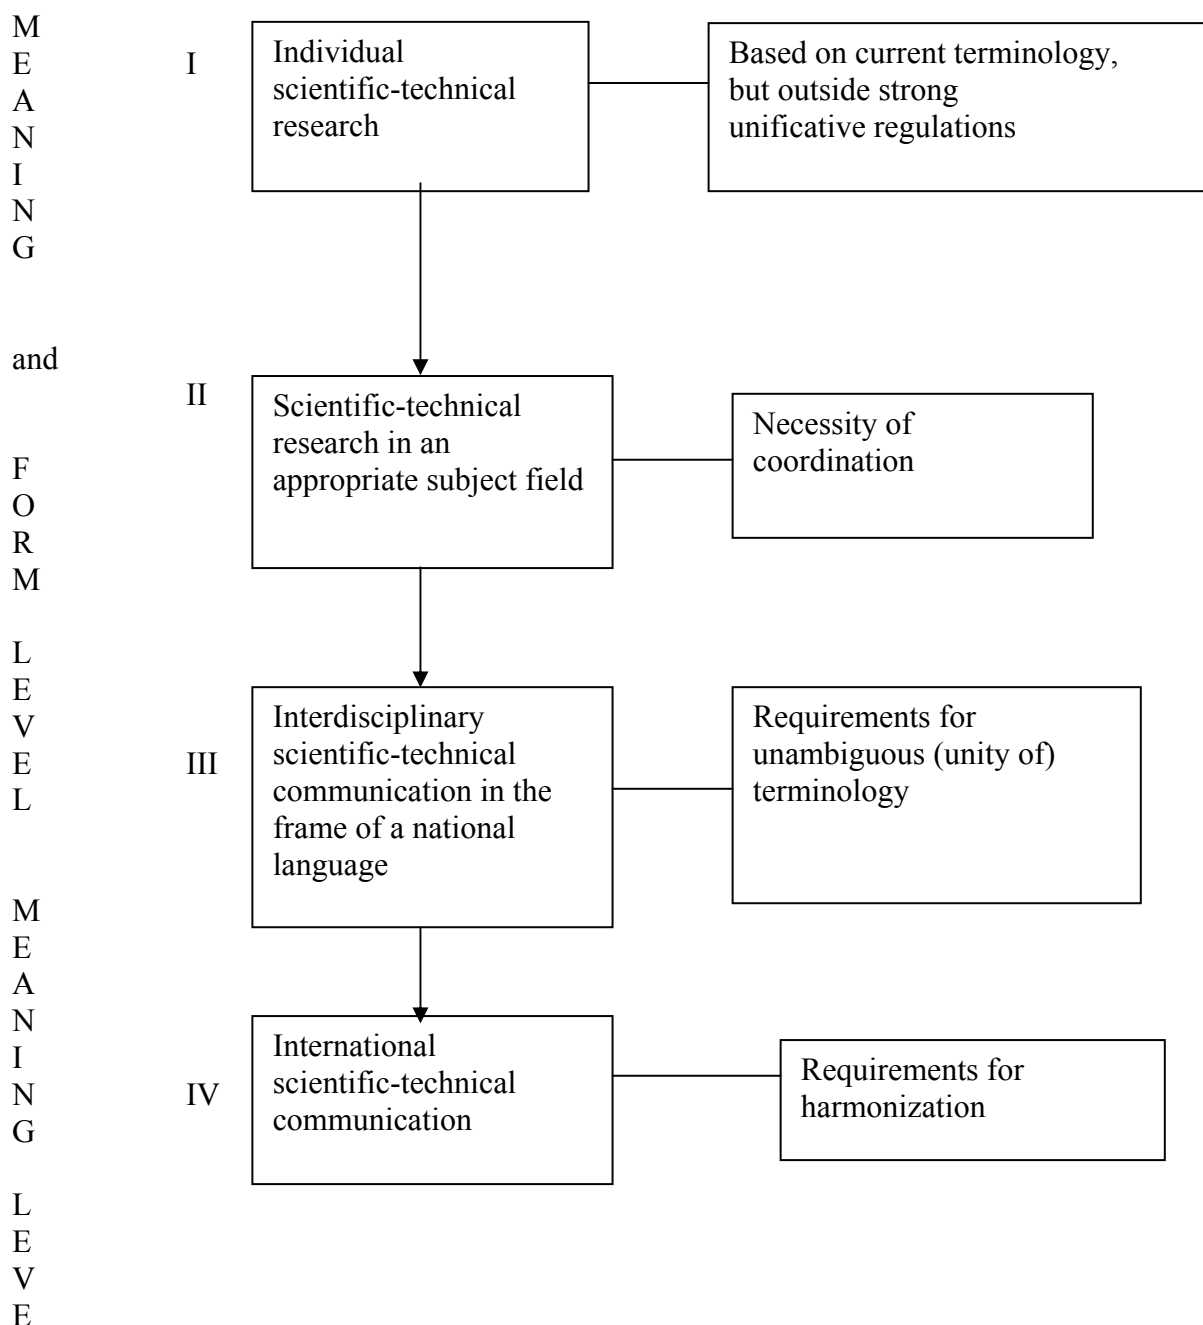 M
E
A
N
I
N
G
and
F
O
R
M
L
E
V
E
L
M
E
A
N
I
N
G
L
E
V
E
I
Individual
scientific-technical
research
Based on current terminology,
but outside strong
unificative regulations
II
Scientific-technical
research in an
appropriate subject field
Necessity of
coordination
III
Interdisciplinary
scientific-technical
communication in the
frame of a national
language
Requirements for
unambiguous (unity of)
terminology
IV
International
scientific-technical
communication
Requirements for
harmonization